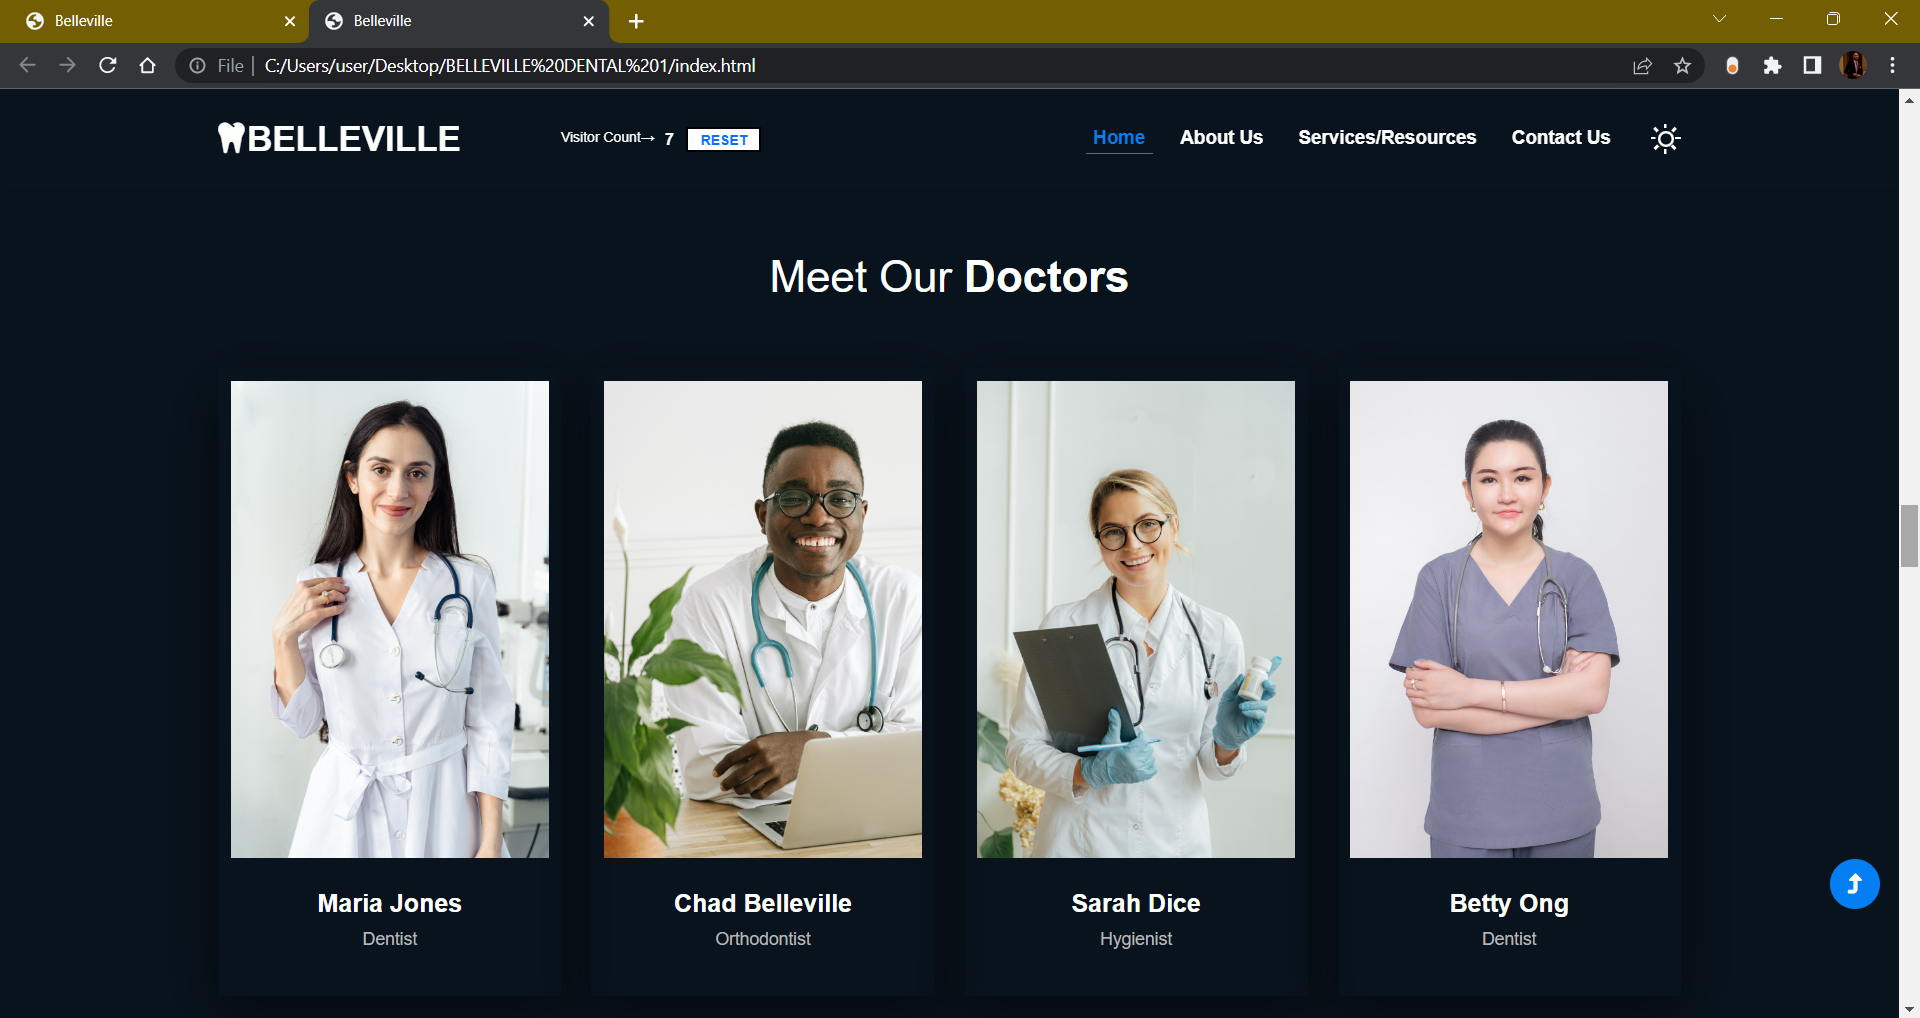 Belleville
Belleville
File C:/Users/user/Desktop/BELLEVILLE%20DENTAL%201/index.html
BELLEVILLE
Visitor Count→ 7 RESET
Home About Us Services/Resources Contact Us
Meet Our Doctors
Maria Jones
Dentist
Chad Belleville
Orthodontist
Sarah Dice
Hygienist
Betty Ong
Dentist